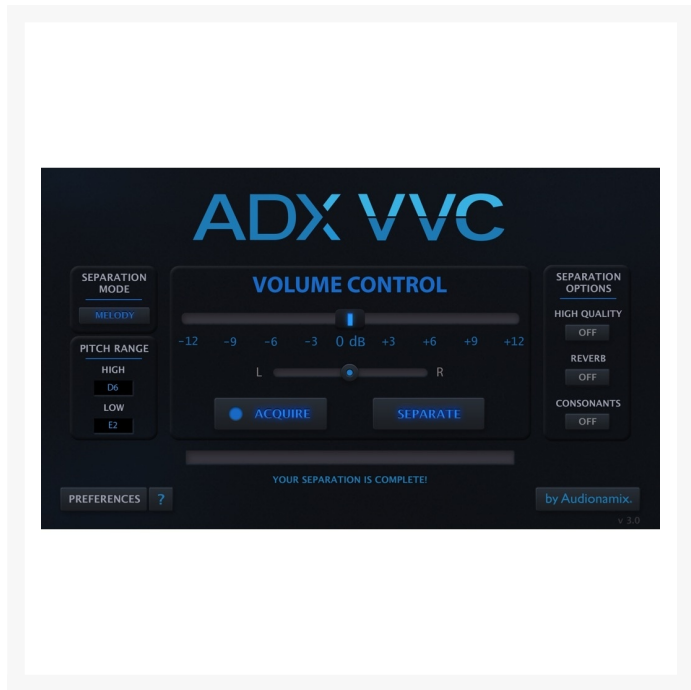 ADX VVC
SEPARATION
MODE
MELODY
PITCH RANGE
HIGH
D6
LOW
E2
VOLUME CONTROL
-12 -9 -6 -3 0 dB +3 +6 +9 +12
L R
ACQUIRE SEPARATE
SEPARATION
OPTIONS
HIGH QUALITY
OFF
REVERB
OFF
CONSONANTS
OFF
YOUR SEPARATION IS COMPLETE!
PREFERENCES ?
by Audionamix.
v 3.0